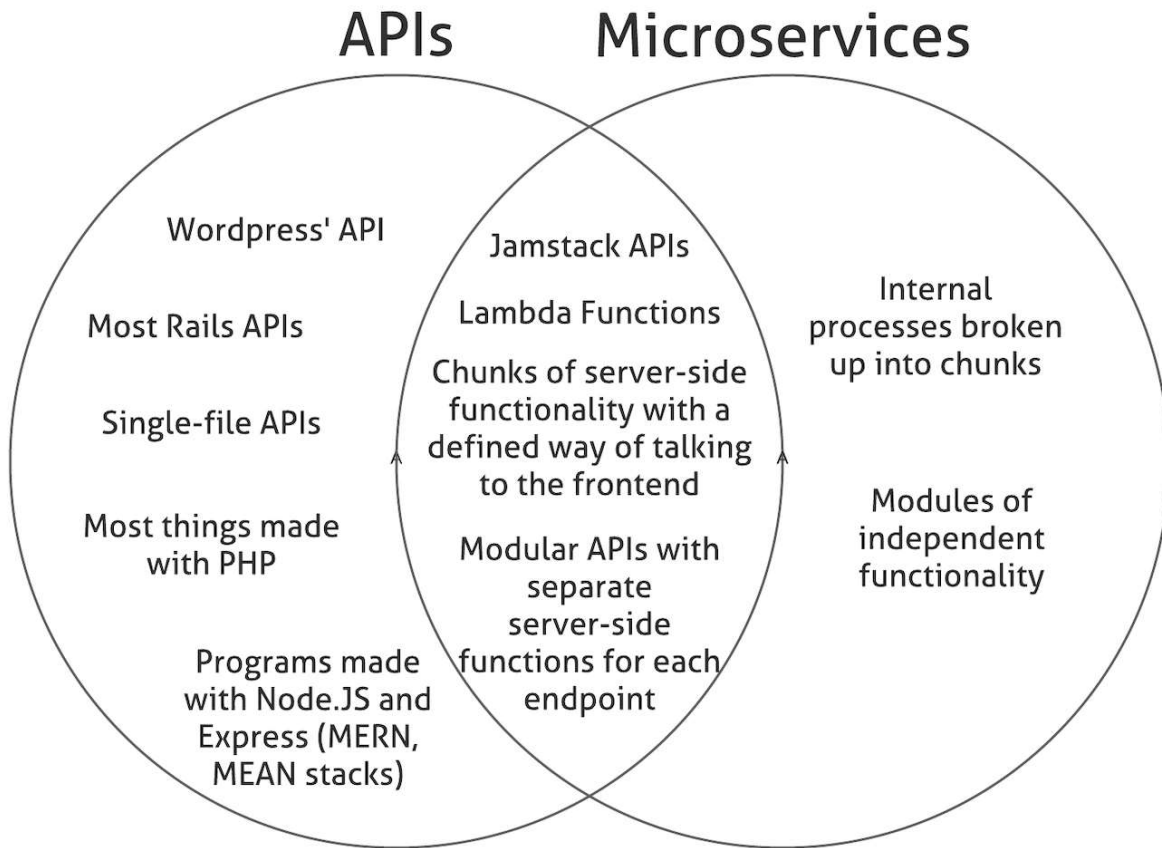 APIs
Microservices
Wordpress' API
Most Rails APIs
Single-file APIs
Most things made
with PHP
Programs made
with Node.JS and
Express (MERN,
MEAN stacks)
Jamstack APIs
Lambda Functions
Chunks of server-side
functionality with a
defined way of talking
to the frontend
Modular APIs with
separate
server-side
functions for each
endpoint
Internal
processes broken
up into chunks
Modules of
independent
functionality